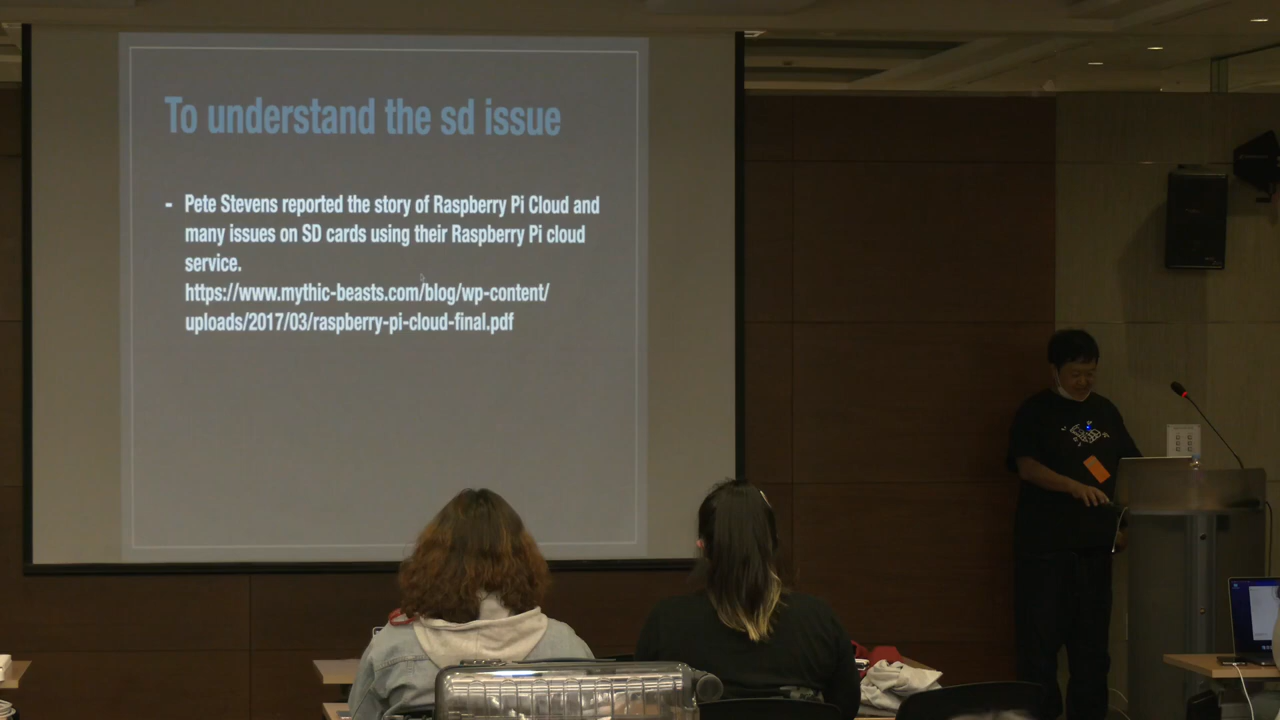 To understand the sd issue
- Pete Stevens reported the story of Raspberry Pi Cloud and
many issues on SD cards using their Raspberry Pi cloud
service.
https://www.mythic-beasts.com/blog/wp-content/
uploads/2017/03/raspberry-pi-cloud-final.pdf